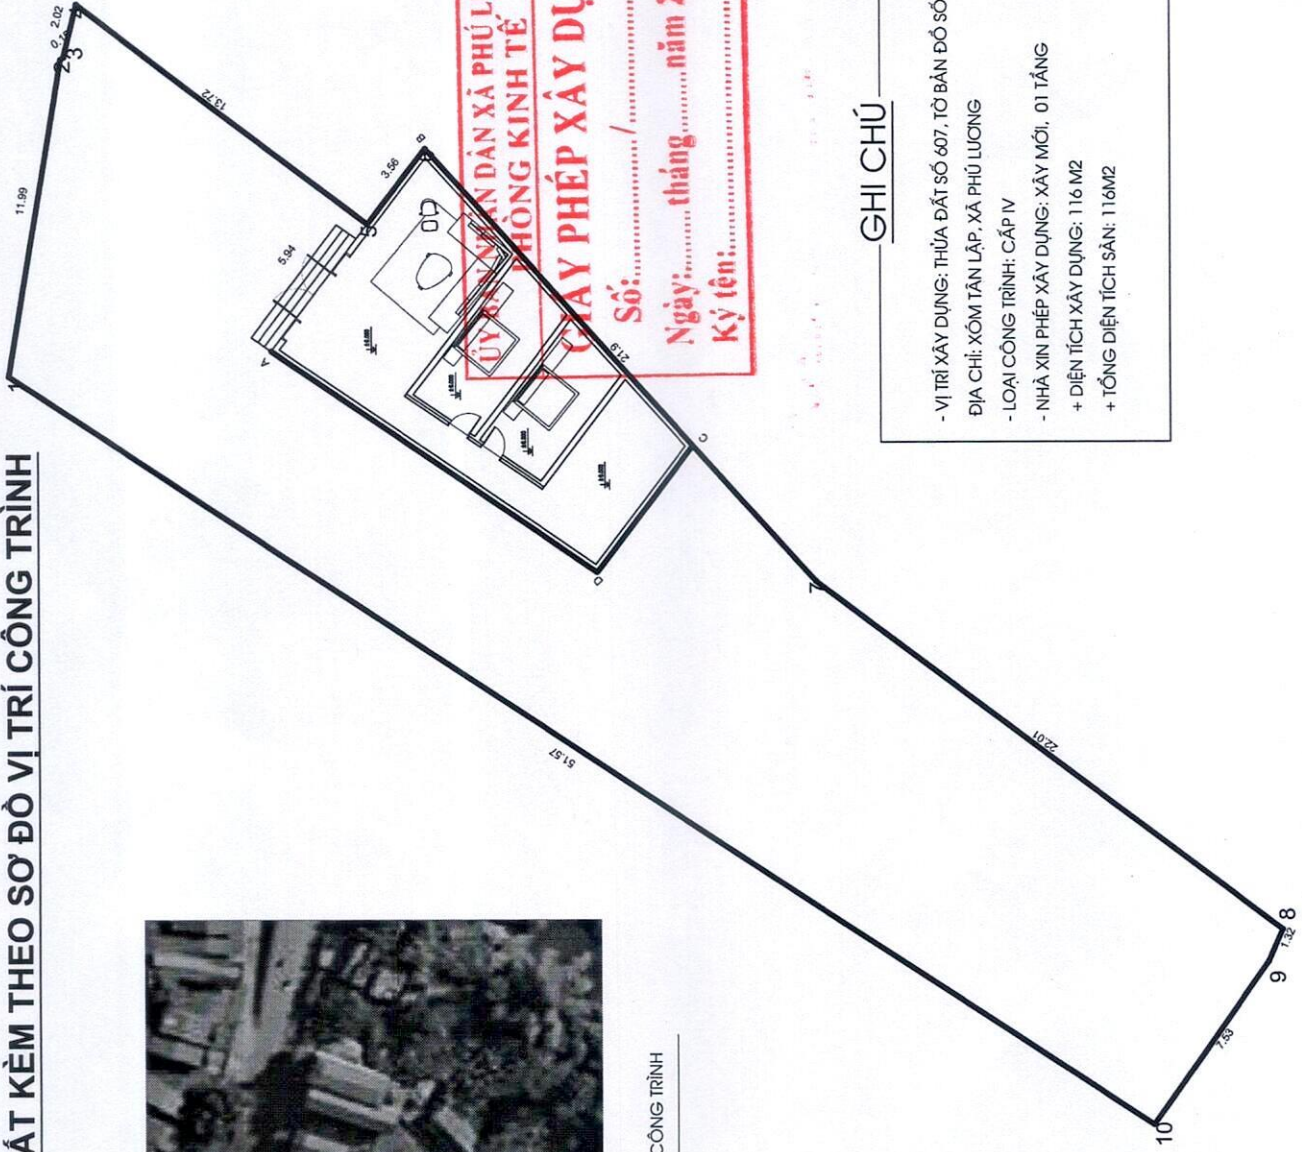 ẤT KÈM THEO SƠ ĐỒ VỊ TRÍ CÔNG TRÌNH
1
11.99
2
3
2.02
13.72
5.94
3.56
A
B
5
21.9
C
D
51.57
7
22.01
8
1.32
9
7.53
10
ỦY BAN NHÂN DÂN XÃ PHÚ L
PHÒNG KINH TẾ
GIẤY PHÉP XÂY DỰ
Số:............/............
Ngày:.........tháng.........năm 2
Ký tên:............
GHI CHÚ
- VỊ TRÍ XÂY DỰNG: THỬA ĐẤT SỐ 607, TỜ BẢN ĐỒ SỐ
ĐỊA CHỈ: XÓM TÂN LẬP, XÃ PHÚ LƯƠNG
- LOẠI CÔNG TRÌNH: CẤP IV
- NHÀ XIN PHÉP XÂY DỰNG: XÂY MỚI, 01 TẦNG
+ DIỆN TÍCH XÂY DỰNG: 116 M2
+ TỔNG DIỆN TÍCH SÀN: 116M2
CÔNG TRÌNH